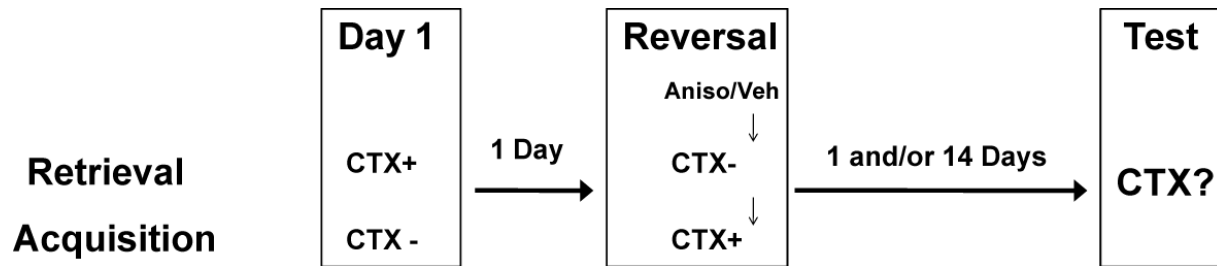 Day 1
Reversal
Test
Aniso/Veh
Retrieval
CTX+
1 Day
CTX-
1 and/or 14 Days
CTX?
Acquisition
CTX -
CTX+